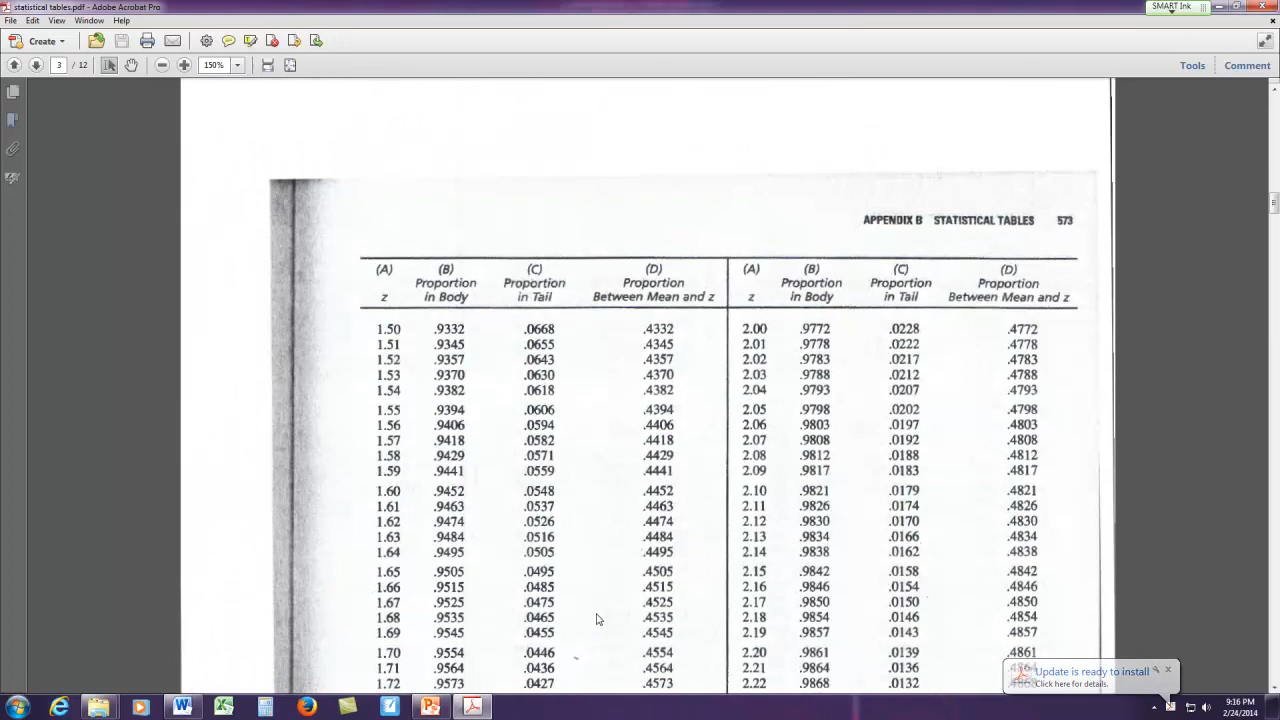 statistical tables.pdf - Adobe Acrobat Pro
SMART Ink
File Edit View Window Help
Create
3 / 12 150% Tools Comment
APPENDIX B STATISTICAL TABLES 573
(A) (B) (C) (D) (A) (B) (C) (D)
Proportion Proportion Proportion Proportion Proportion Proportion
z in Body in Tail Between Mean and z z in Body in Tail Between Mean and z
1.50 .9332 .0668 .4332 2.00 .9772 .0228 .4772
1.51 .9345 .0655 .4345 2.01 .9778 .0222 .4778
1.52 .9357 .0643 .4357 2.02 .9783 .0217 .4783
1.53 .9370 .0630 .4370 2.03 .9788 .0212 .4788
1.54 .9382 .0618 .4382 2.04 .9793 .0207 .4793
1.55 .9394 .0606 .4394 2.05 .9798 .0202 .4798
1.56 .9406 .0594 .4406 2.06 .9803 .0197 .4803
1.57 .9418 .0582 .4418 2.07 .9808 .0192 .4808
1.58 .9429 .0571 .4429 2.08 .9812 .0188 .4812
1.59 .9441 .0559 .4441 2.09 .9817 .0183 .4817
1.60 .9452 .0548 .4452 2.10 .9821 .0179 .4821
1.61 .9463 .0537 .4463 2.11 .9826 .0174 .4826
1.62 .9474 .0526 .4474 2.12 .9830 .0170 .4830
1.63 .9484 .0516 .4484 2.13 .9834 .0166 .4834
1.64 .9495 .0505 .4495 2.14 .9838 .0162 .4838
1.65 .9505 .0495 .4505 2.15 .9842 .0158 .4842
1.66 .9515 .0485 .4515 2.16 .9846 .0154 .4846
1.67 .9525 .0475 .4525 2.17 .9850 .0150 .4850
1.68 .9535 .0465 .4535 2.18 .9854 .0146 .4854
1.69 .9545 .0455 .4545 2.19 .9857 .0143 .4857
1.70 .9554 .0446 .4554 2.20 .9861 .0139 .4861
1.71 .9564 .0436 .4564 2.21 .9864 .0136
1.72 .9573 .0427 .4573 2.22 .9868 .0132
Update is ready to install
Click here for details.
9:16 PM
2/24/2014